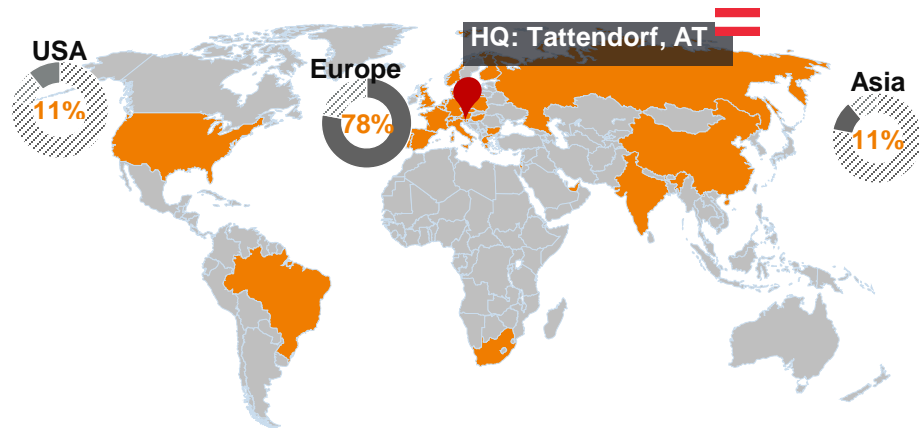 HQ: Tattendorf, AT
USA
11%
Europe
78%
Asia
11%